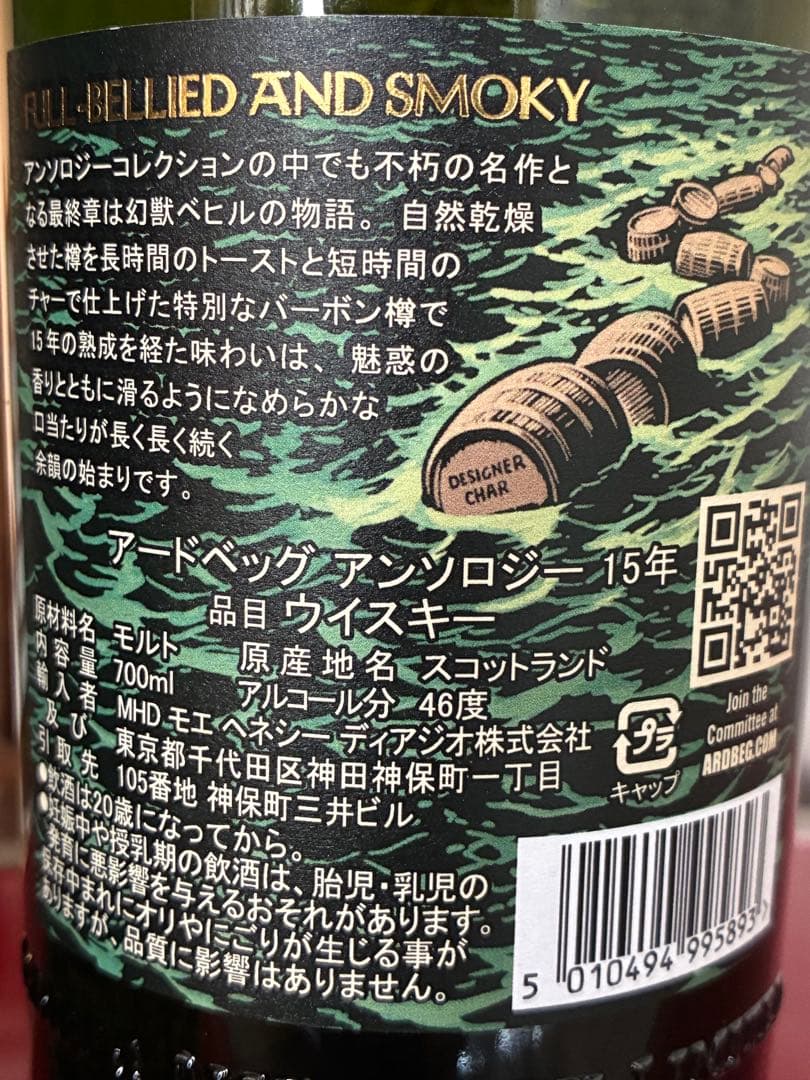 FULL-BELLIED AND SMOKY
アンソロジーコレクションの中でも不朽の名作と
なる最終章は幻獣ベヒルの物語。自然乾燥
させた樽を長時間のトーストと短時間の
チャーで仕上げた特別なバーボン樽で
15年の熟成を経た味わいは、魅惑の
香りとともに滑るようになめらかな
口当たりが長く長く続く
余韻の始まりです。
DESIGNER
CHAR
アードベッグ アンソロジー 15年
品目 ウイスキー
原材料名 モルト 原産地名 スコットランド
内容量 700ml アルコール分 46度
輸入者 MHD モエ ヘネシー ディアジオ株式会社
及び 東京都千代田区神田神保町一丁目
引取先 105番地 神保町三井ビル
●飲酒は20歳になってから。
●妊娠中や授乳期の飲酒は、胎児・乳児の
発育に悪影響を与えるおそれがあります。
保存中まれにオリやにごりが生じる事が
ありますが、品質に影響はありません。
プラ
キャップ
Join the
Committee at
ARDBEG.COM
5 010494 995893 >